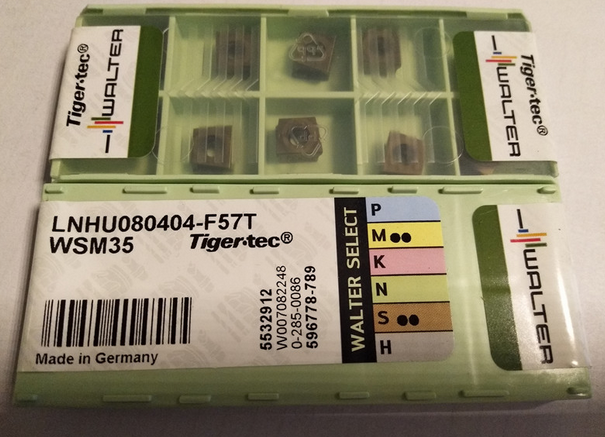 Tiger·tec®
WALTER
Tiger·tec®
WALTER
LNHU080404-F57T
WSM35
Tiger·tec®
Made in Germany
5532912
W007082248
0-285-0086
596778-789
WALTER SELECT
P
M
K
N
S
H
WALTER